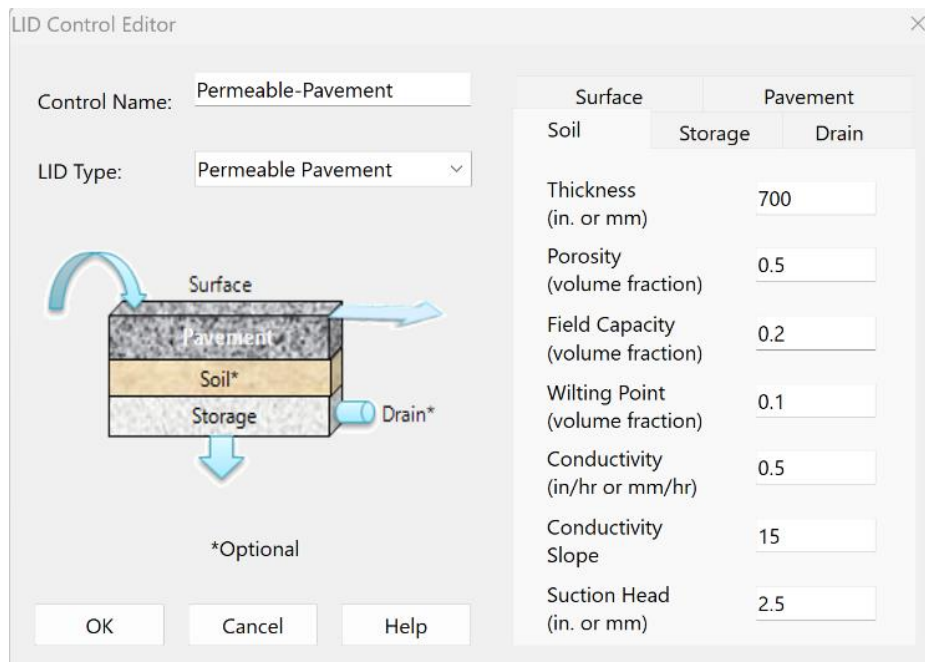 LID Control Editor
Control Name: Permeable-Pavement
LID Type: Permeable Pavement
Surface
Pavement
Soil*
Storage
Drain*
*Optional
OK Cancel Help
Surface Pavement
Soil Storage Drain
Thickness
(in. or mm) 700
Porosity
(volume fraction) 0.5
Field Capacity
(volume fraction) 0.2
Wilting Point
(volume fraction) 0.1
Conductivity
(in/hr or mm/hr) 0.5
Conductivity
Slope 15
Suction Head
(in. or mm) 2.5